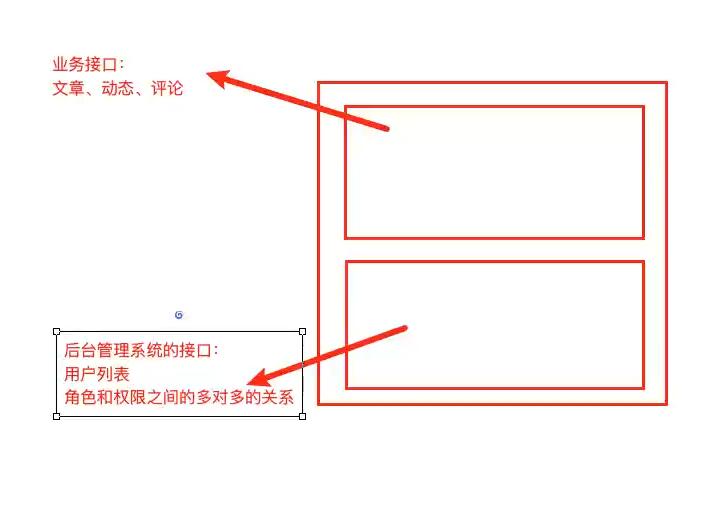 业务接口：
文章、动态、评论
后台管理系统的接口：
用户列表
角色和权限之间的多对多的关系